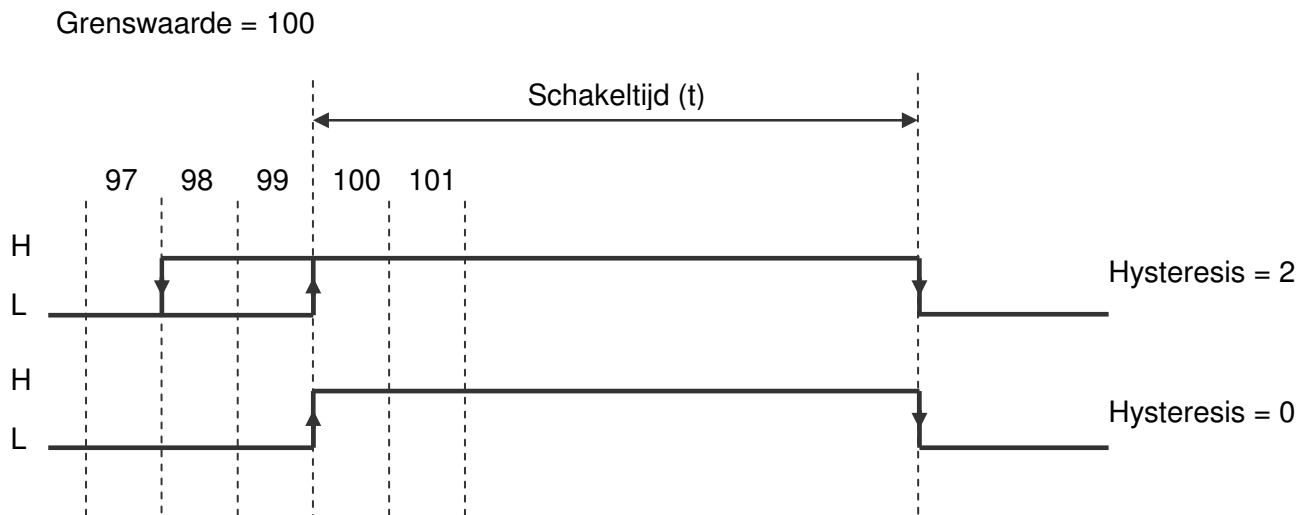 Grenswaarde = 100
Schakeltijd (t)
97 98 99 100 101
H
L
Hysteresis = 2
H
L
Hysteresis = 0